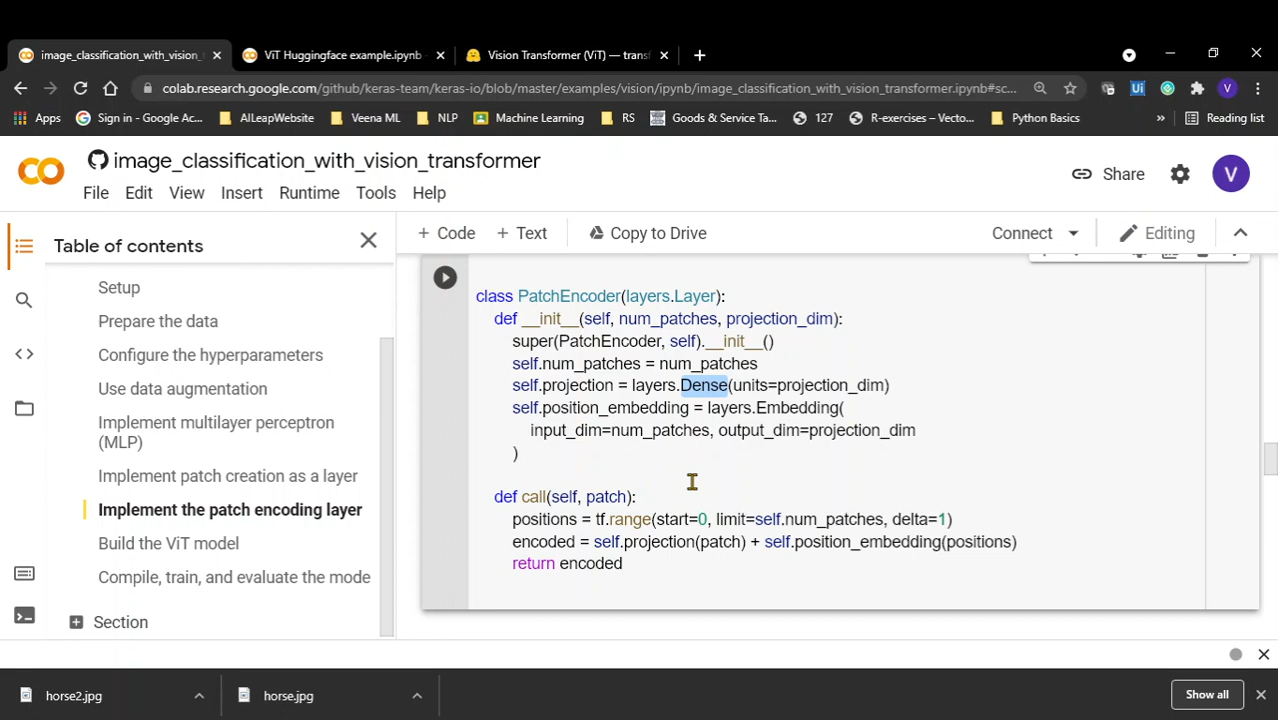 image_classification_with_vision_
ViT Huggingface example.ipynb -
Vision Transformer (ViT) — transf
colab.research.google.com/github/keras-team/keras-io/blob/master/examples/vision/ipynb/image_classification_with_vision_transformer.ipynb#sc...
V
Apps
Sign in - Google Ac...
AILeapWebsite
Veena ML
NLP
Machine Learning
RS
Goods & Service Ta...
127
R-exercises – Vecto...
Python Basics
»
Reading list
image_classification_with_vision_transformer
File Edit View Insert Runtime Tools Help
Share
V
Table of contents
+ Code + Text
Copy to Drive
Connect
Editing
Setup
Prepare the data
Configure the hyperparameters
Use data augmentation
Implement multilayer perceptron
(MLP)
Implement patch creation as a layer
Implement the patch encoding layer
Build the ViT model
Compile, train, and evaluate the mode
Section
class PatchEncoder(layers.Layer):
def __init__(self, num_patches, projection_dim):
super(PatchEncoder, self).__init__()
self.num_patches = num_patches
self.projection = layers.Dense(units=projection_dim)
self.position_embedding = layers.Embedding(
input_dim=num_patches, output_dim=projection_dim
)
def call(self, patch):
positions = tf.range(start=0, limit=self.num_patches, delta=1)
encoded = self.projection(patch) + self.position_embedding(positions)
return encoded
horse2.jpg
horse.jpg
Show all